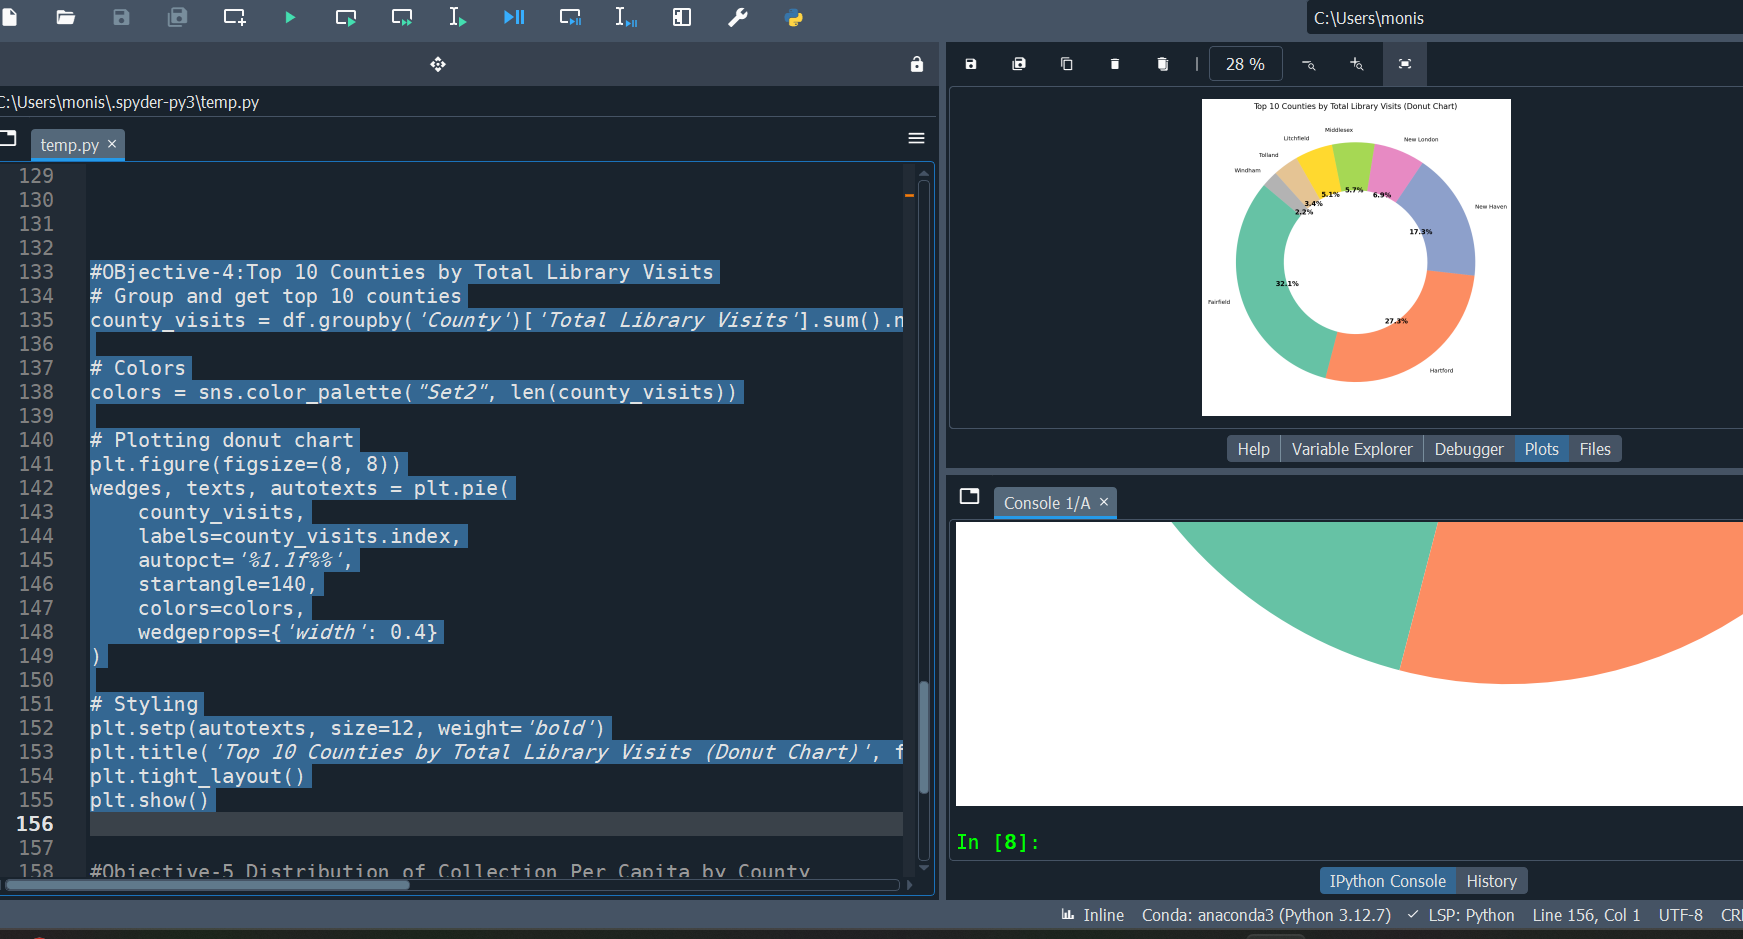 C:\Users\monis
C:\Users\monis\.spyder-py3\temp.py
temp.py
129
130
131
132
133 #OBjective-4:Top 10 Counties by Total Library Visits
134 # Group and get top 10 counties
135 county_visits = df.groupby('County')['Total Library Visits'].sum().n
136
137 # Colors
138 colors = sns.color_palette("Set2", len(county_visits))
139
140 # Plotting donut chart
141 plt.figure(figsize=(8, 8))
142 wedges, texts, autotexts = plt.pie(
143 county_visits,
144 labels=county_visits.index,
145 autopct='%1.1f%%',
146 startangle=140,
147 colors=colors,
148 wedgeprops={'width': 0.4}
149 )
150
151 # Styling
152 plt.setp(autotexts, size=12, weight='bold')
153 plt.title('Top 10 Counties by Total Library Visits (Donut Chart)', f
154 plt.tight_layout()
155 plt.show()
156
157
158 #Objective-5 Distribution of Collection Per Capita by County
28 %
Top 10 Counties by Total Library Visits (Donut Chart)
Middlesex
Litchfield
New London
Tolland
Windham
New Haven
Fairfield
Hartford
5.7%
5.1%
6.9%
3.4%
2.2%
17.3%
32.1%
27.3%
Help
Variable Explorer
Debugger
Plots
Files
Console 1/A
In [8]:
IPython Console
History
Inline
Conda: anaconda3 (Python 3.12.7)
LSP: Python
Line 156, Col 1
UTF-8
CR